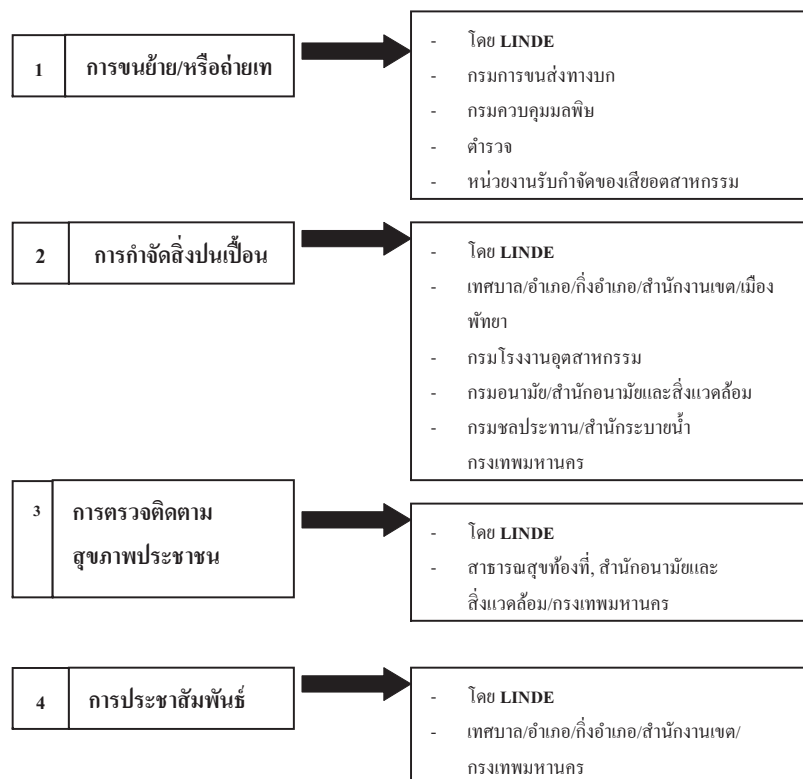 1 การขนย้าย/หรือถ่ายเท
- โดย LINDE
- กรมการขนส่งทางบก
- กรมควบคุมมลพิษ
- ตำรวจ
- หน่วยงานรับกำจัดของเสียอตสาหกรรม
2 การกำจัดสิ่งปนเปื้อน
- โดย LINDE
- เทศบาล/อำเภอ/กิ่งอำเภอ/สำนักงานเขต/เมือง
พัทยา
- กรมโรงงานอุตสาหกรรม
- กรมอนามัย/สำนักอนามัยและสิ่งแวดล้อม
- กรมชลประทาน/สำนักระบายน้ำ
กรุงเทพมหานคร
3 การตรวจติดตาม
สุขภาพประชาชน
- โดย LINDE
- สาธารณสุขท้องที่, สำนักอนามัยและ
สิ่งแวดล้อม/กรุงเทพมหานคร
4 การประชาสัมพันธ์
- โดย LINDE
- เทศบาล/อำเภอ/กิ่งอำเภอ/สำนักงานเขต/
กรุงเทพมหานคร